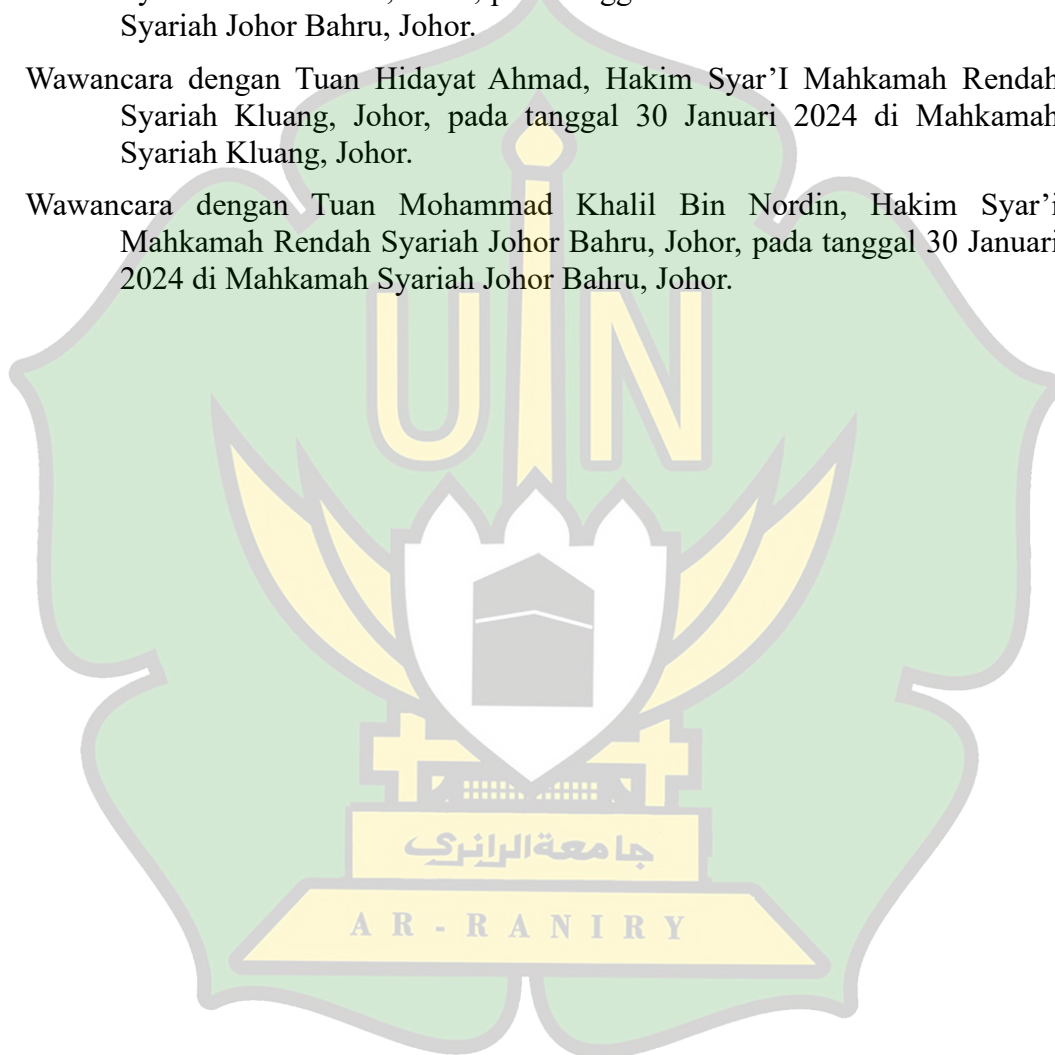 Syariah Johor Bahru, Johor.
Wawancara dengan Tuan Hidayat Ahmad, Hakim Syar’I Mahkamah Rendah
Syariah Kluang, Johor, pada tanggal 30 Januari 2024 di Mahkamah
Syariah Kluang, Johor.
Wawancara dengan Tuan Mohammad Khalil Bin Nordin, Hakim Syar’i
Mahkamah Rendah Syariah Johor Bahru, Johor, pada tanggal 30 Januari
2024 di Mahkamah Syariah Johor Bahru, Johor.
UIN
جامعةالرانري
AR-RANIRY